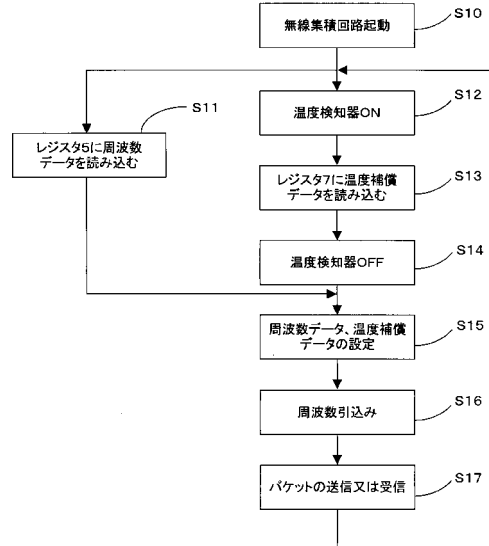 無線集積回路起動
S10
温度検知器ON
S12
レジスタ5に周波数
データを読み込む
S11
レジスタ7に温度補償
データを読み込む
S13
温度検知器OFF
S14
周波数データ、温度補償
データの設定
S15
周波数引込み
S16
パケットの送信又は受信
S17